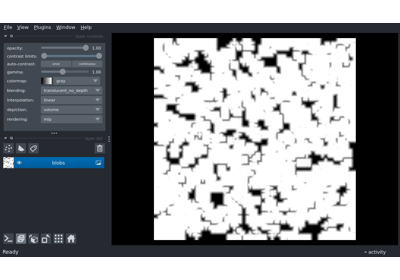 File View Plugins Window Help
opacity: 1.00
contrast limits:
auto-contrast: once continuous
gamma: 1.00
colormap: gray
blending: translucent_no_depth
interpolation: linear
depiction: volume
rendering: mip
blobs
Ready
activity